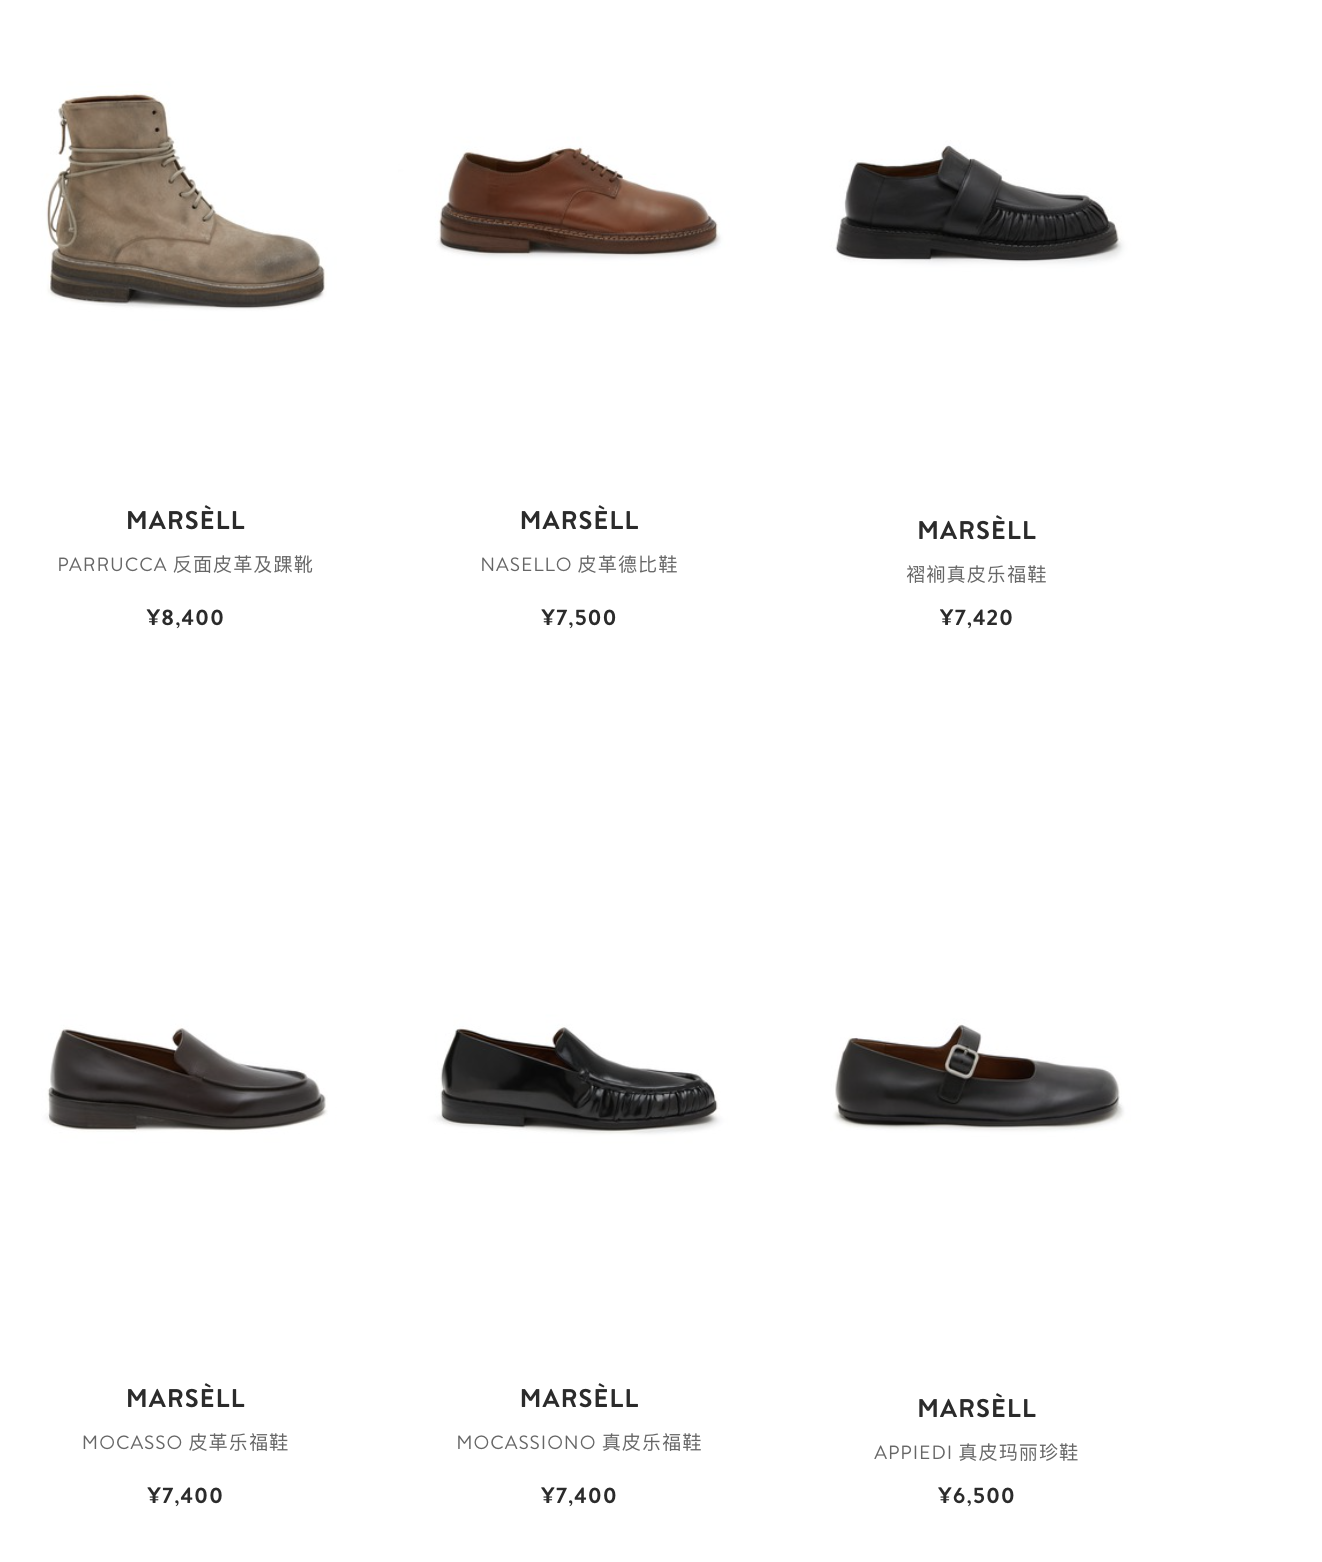 MARSÈLL
PARRUCCA 反面皮革及踝靴
¥8,400
MARSÈLL
NASELLO 皮革德比鞋
¥7,500
MARSÈLL
褶裥真皮乐福鞋
¥7,420
MARSÈLL
MOCASSO 皮革乐福鞋
¥7,400
MARSÈLL
MOCASSIONO 真皮乐福鞋
¥7,400
MARSÈLL
APPIEDI 真皮玛丽珍鞋
¥6,500